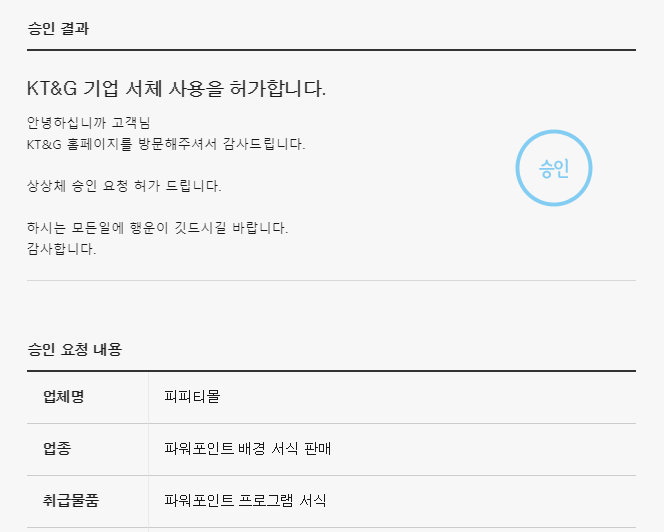 승인 결과
KT&G 기업 서체 사용을 허가합니다.
안녕하십니까 고객님
KT&G 홈페이지를 방문해주셔서 감사드립니다.
상상체 승인 요청 허가 드립니다.
하시는 모든일에 행운이 깃드시길 바랍니다.
감사합니다.
승인
승인 요청 내용
업체명 피피티몰
업종 파워포인트 배경 서식 판매
취급물품 파워포인트 프로그램 서식